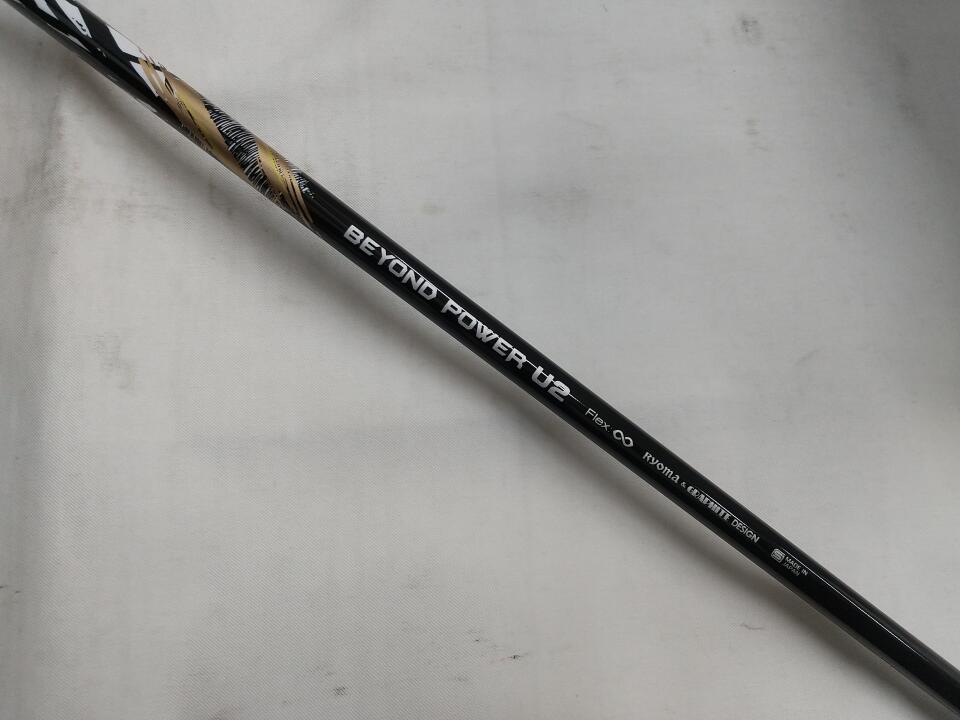 BEYOND POWER U2
Flex: ∞
Ryoma & GRAPHITE DESIGN
MADE IN
JAPAN